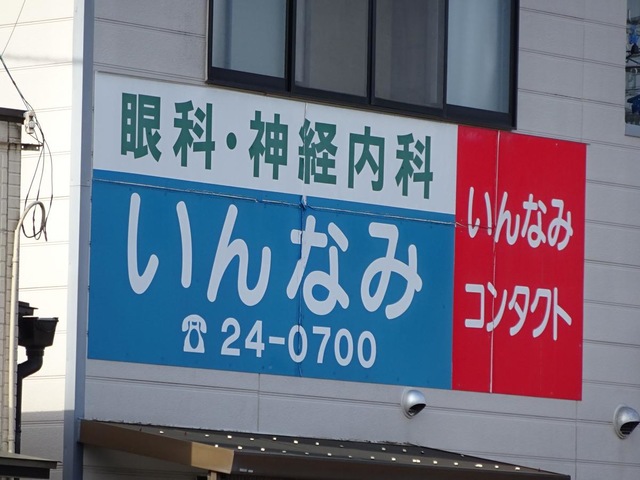 眼科・神経内科
いんなみ
☎24-0700
いんなみ
コンタクト